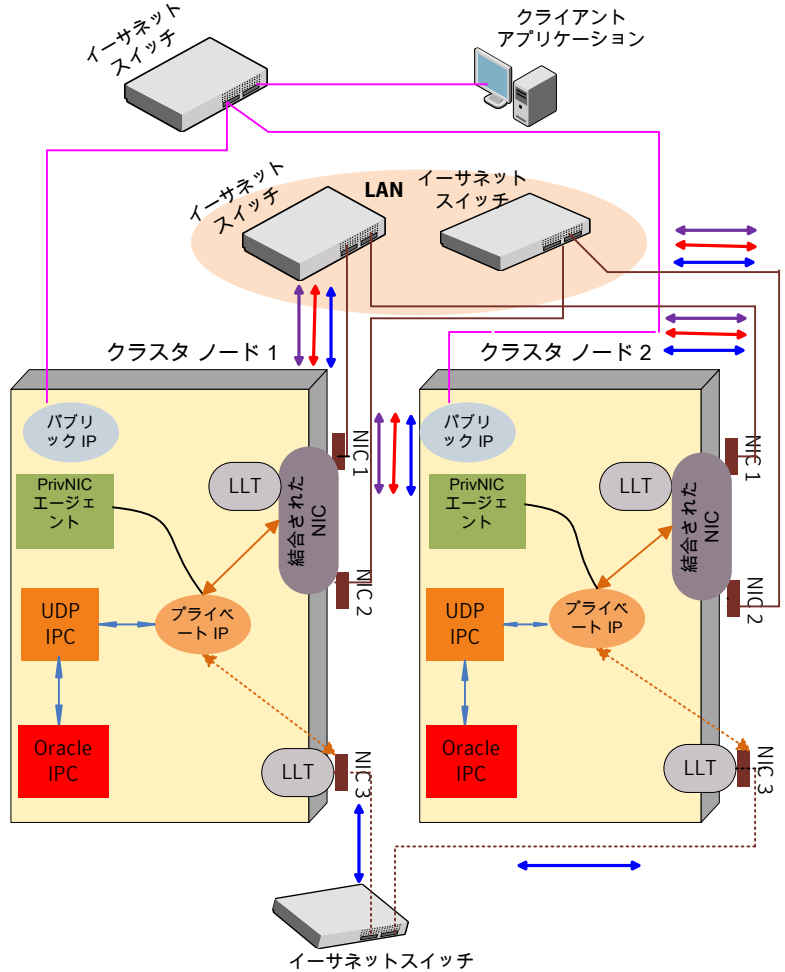 イーサネット
スイッチ
クライアント
アプリケーション
イーサネット
スイッチ
LAN
イーサネット
スイッチ
クラスタ ノード 1
クラスタ ノード 2
パブリ
ック IP
NIC 1
PrivNIC
エージェ
ント
LLT
結合された
NIC
NIC 2
UDP
IPC
プライベ
ート IP
Oracle
IPC
LLT
NIC 3
パブリ
ック IP
NIC 1
PrivNIC
エージェ
ント
LLT
結合された
NIC
NIC 2
UDP
IPC
プライベ
ート IP
Oracle
IPC
LLT
NIC 3
イーサネットスイッチ